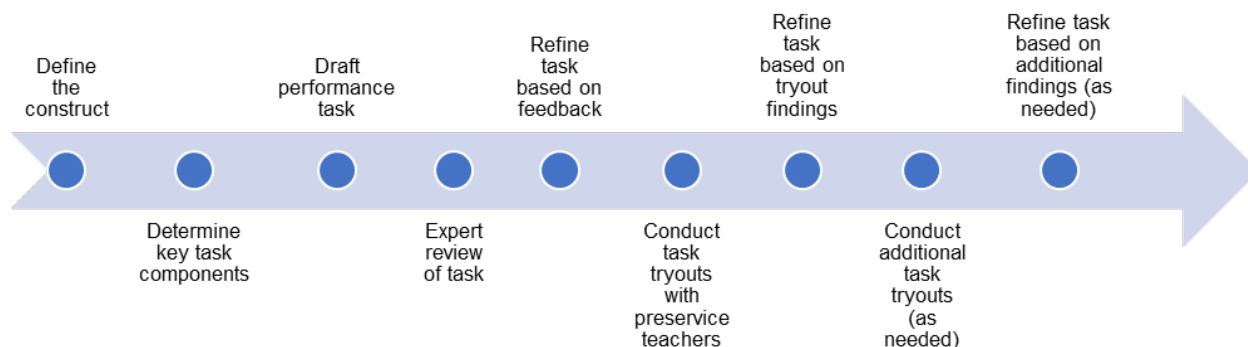 Define
the
construct
Determine
key task
components
Draft
performance
task
Expert
review
of task
Refine
task
based on
feedback
Conduct
task
tryouts
with
preservice
teachers
Refine
task
based on
tryout
findings
Conduct
additional
task
tryouts
(as
needed)
Refine task
based on
additional
findings (as
needed)